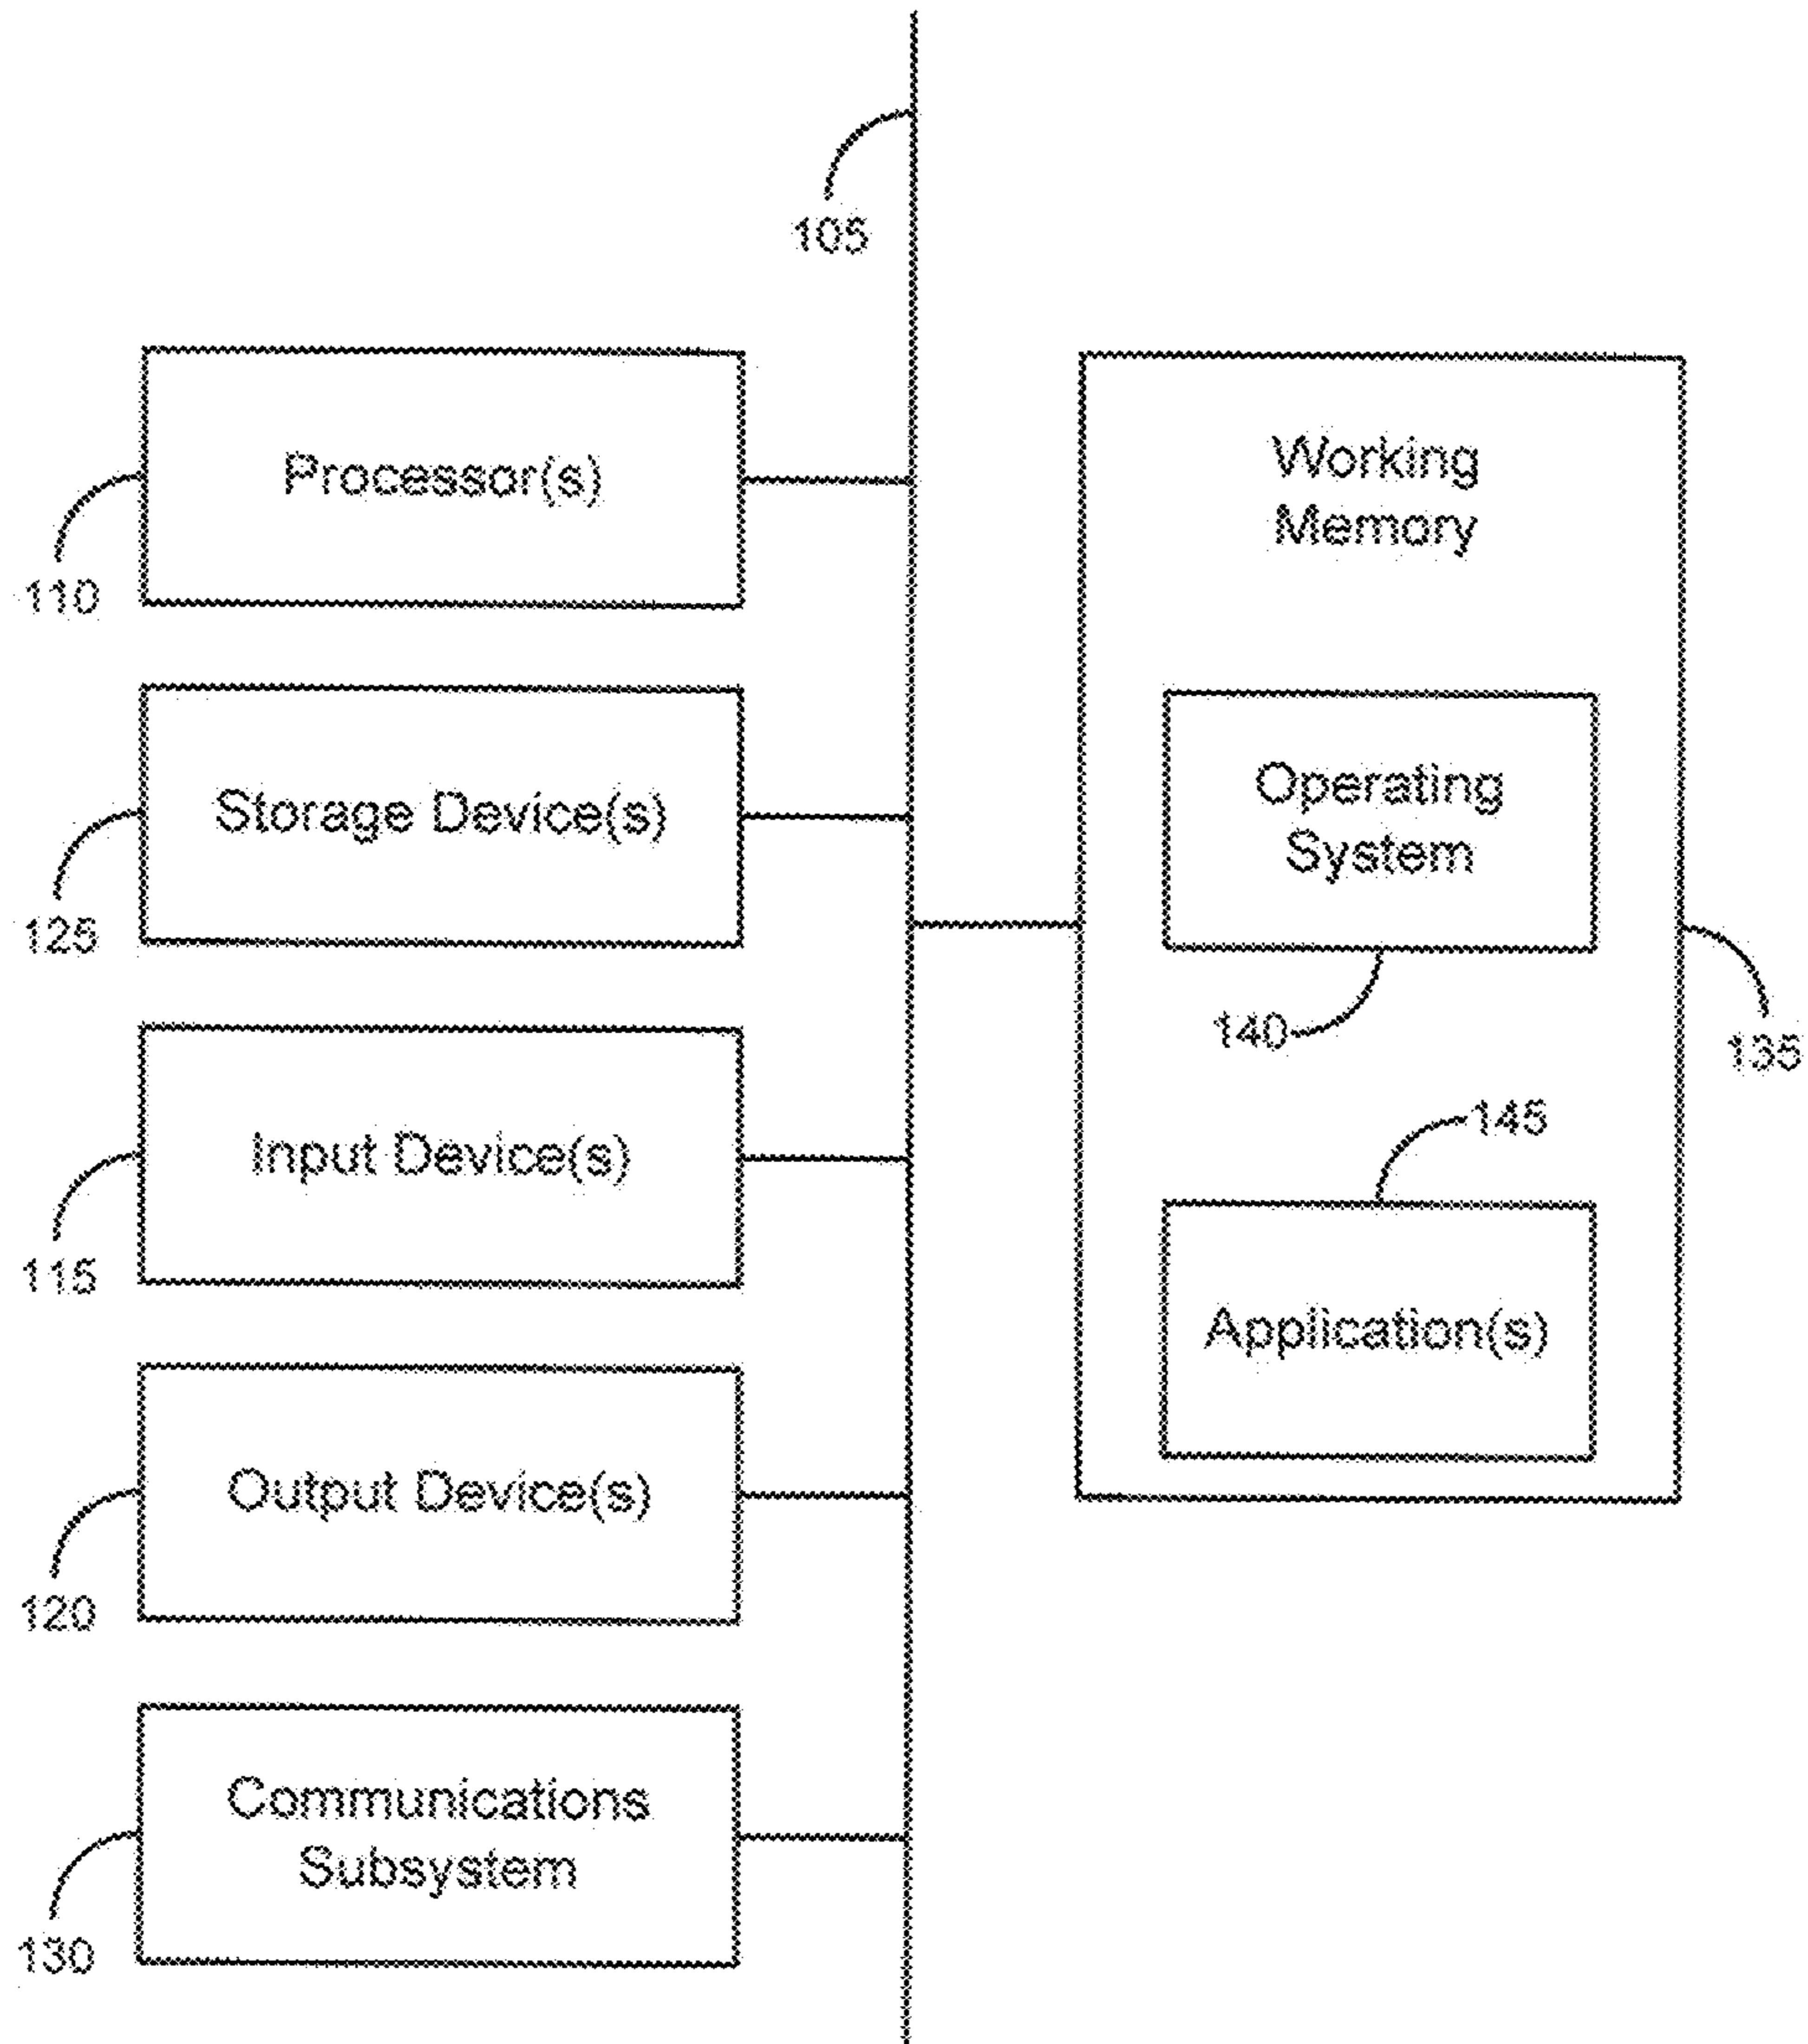 105
Processor(s)
110
Storage Device(s)
125
Input Device(s)
115
Output Device(s)
120
Communications
Subsystem
130
Working
Memory
Operating
System
140
135
145
Application(s)